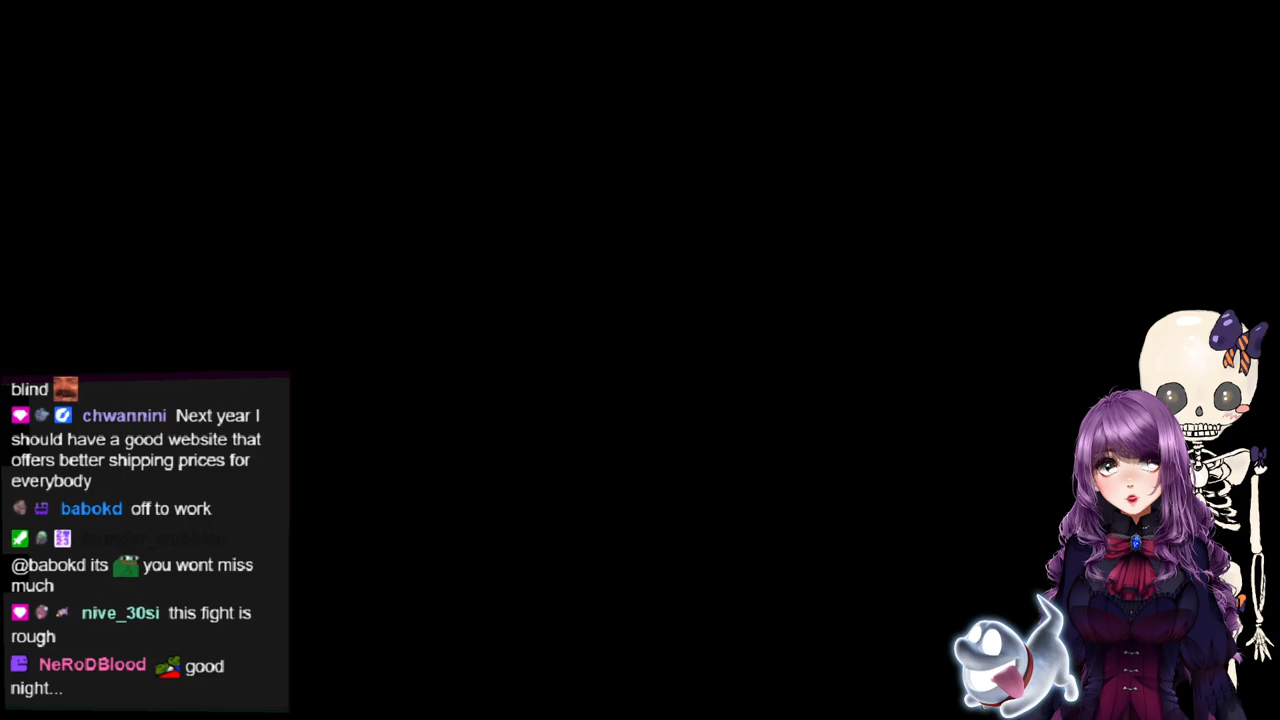 blind
chwannini Next year I
should have a good website that
offers better shipping prices for
everybody
babokd off to work
@babokd its you wont miss
much
nive_30si this fight is
rough
NeRoDBlood good
night...